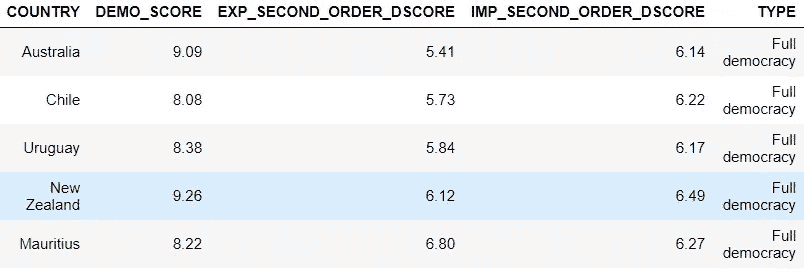 COUNTRY DEMO_SCORE EXP_SECOND_ORDER_DSCORE IMP_SECOND_ORDER_DSCORE TYPE
Australia 9.09 5.41 6.14 Full democracy
Chile 8.08 5.73 6.22 Full democracy
Uruguay 8.38 5.84 6.17 Full democracy
New Zealand 9.26 6.12 6.49 Full democracy
Mauritius 8.22 6.80 6.27 Full democracy